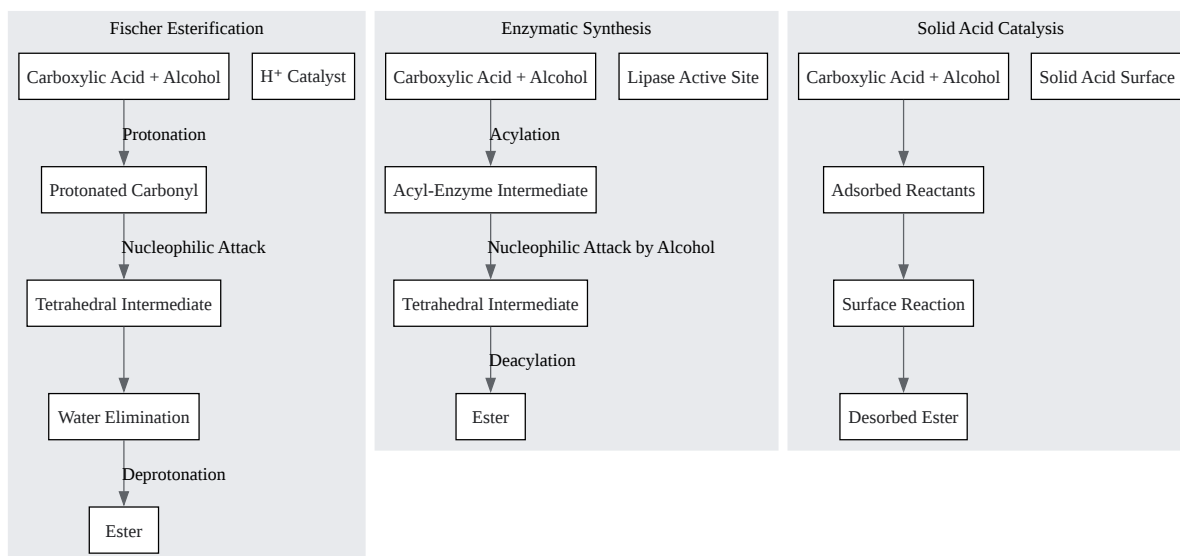 Fischer Esterification
Carboxylic Acid + Alcohol
H⁺ Catalyst
Protonation
Protonated Carbonyl
Nucleophilic Attack
Tetrahedral Intermediate
Water Elimination
Deprotonation
Ester
Enzymatic Synthesis
Carboxylic Acid + Alcohol
Lipase Active Site
Acylation
Acyl-Enzyme Intermediate
Nucleophilic Attack by Alcohol
Tetrahedral Intermediate
Deacylation
Ester
Solid Acid Catalysis
Carboxylic Acid + Alcohol
Solid Acid Surface
Adsorbed Reactants
Surface Reaction
Desorbed Ester